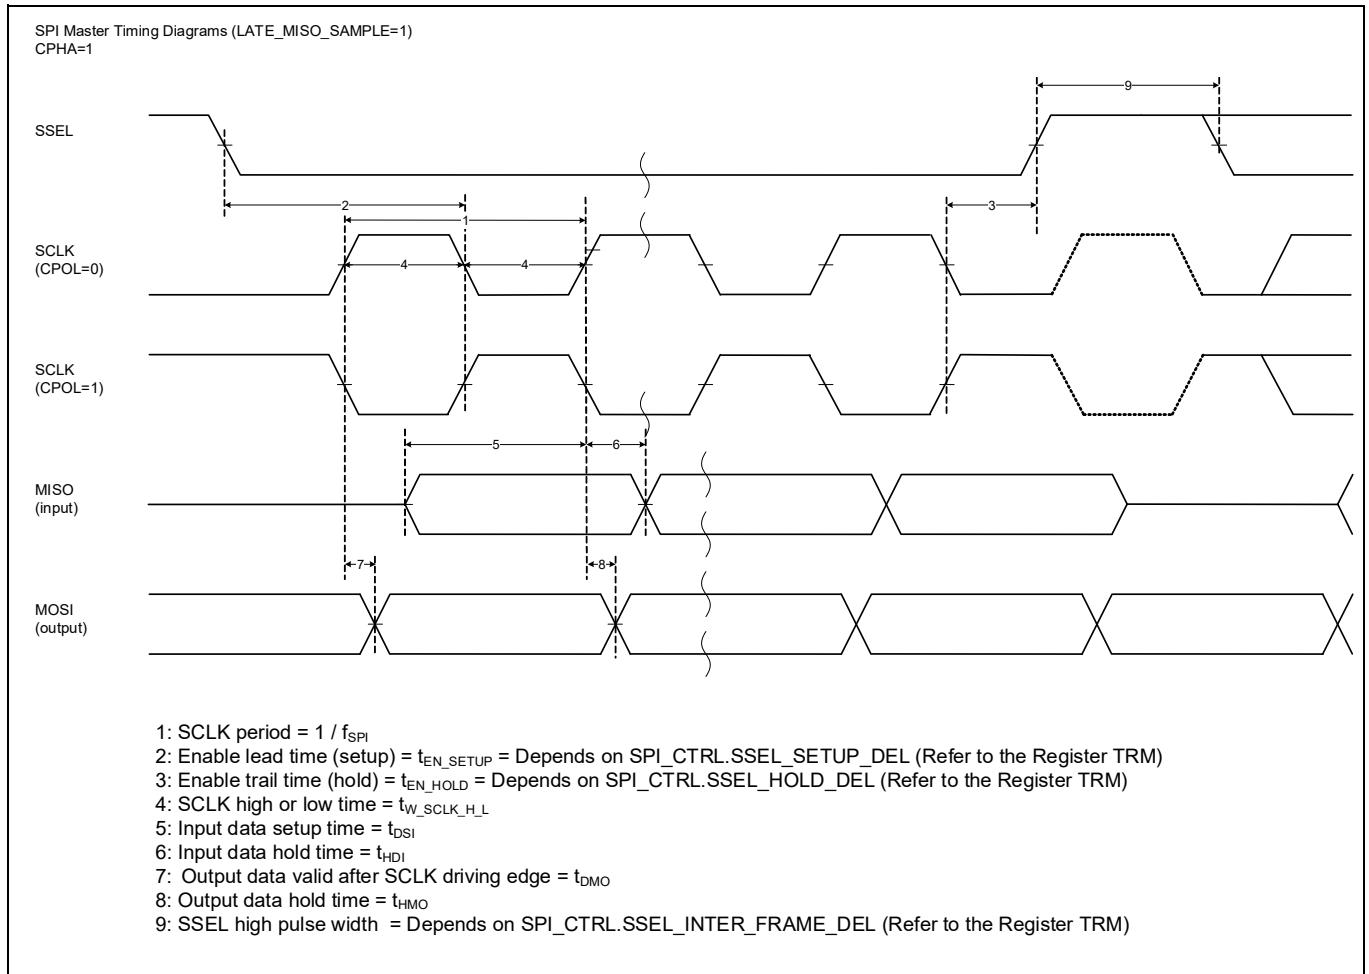 SPI Master Timing Diagrams (LATE_MISO_SAMPLE=1)
CPHA=1
9
SSEL
2
3
1
SCLK
(CPOL=0)
4
4
SCLK
(CPOL=1)
5
6
MISO
(input)
7
8
MOSI
(output)
1: SCLK period = 1 / fSPI
2: Enable lead time (setup) = tEN_SETUP = Depends on SPI_CTRL.SSEL_SETUP_DEL (Refer to the Register TRM)
3: Enable trail time (hold) = tEN_HOLD = Depends on SPI_CTRL.SSEL_HOLD_DEL (Refer to the Register TRM)
4: SCLK high or low time = tW_SCLK_H_L
5: Input data setup time = tDSI
6: Input data hold time = tHDI
7: Output data valid after SCLK driving edge = tDMO
8: Output data hold time = tHMO
9: SSEL high pulse width = Depends on SPI_CTRL.SSEL_INTER_FRAME_DEL (Refer to the Register TRM)